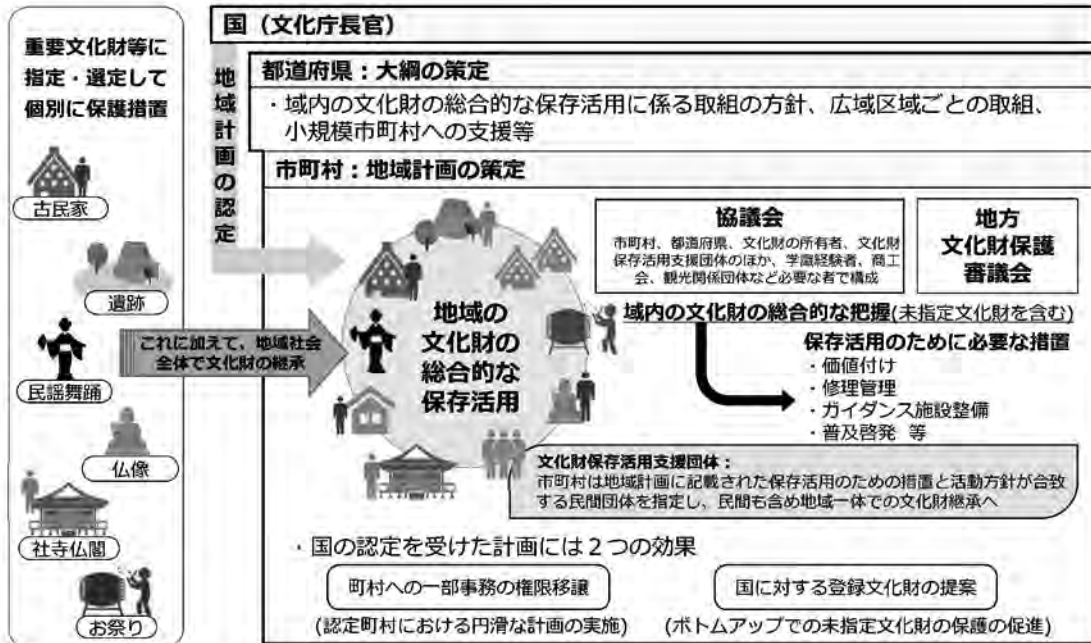 重要文化財等に
指定・選定して
個別に保護措置
古民家
遺跡
民謡舞踊
仏像
社寺仏閣
お祭り
これに加えて、地域社会
全体で文化財の継承
国（文化庁長官）
地域計画の認定
都道府県：大綱の策定
・域内の文化財の総合的な保存活用に係る取組の方針、広域区域ごとの取組、
小規模市町村への支援等
市町村：地域計画の策定
地域の
文化財の
総合的な
保存活用
協議会
市町村、都道府県、文化財の所有者、文化財
保存活用支援団体のほか、学識経験者、商工
会、観光関係団体など必要な者で構成
地方
文化財保護
審議会
域内の文化財の総合的な把握(未指定文化財を含む)
保存活用のために必要な措置
・価値付け
・修理管理
・ガイダンス施設整備
・普及啓発 等
文化財保存活用支援団体：
市町村は地域計画に記載された保存活用のための措置と活動方針が合致
する民間団体を指定し、民間も含め地域一体での文化財継承へ
・国の認定を受けた計画には２つの効果
町村への一部事務の権限移譲
(認定町村における円滑な計画の実施)
国に対する登録文化財の提案
(ボトムアップでの未指定文化財の保護の促進)